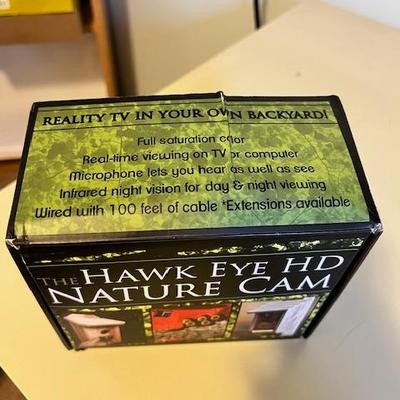 REALITY TV IN YOUR OWN BACKYARD!
Full saturation color
Real-time viewing on TV or computer
Microphone lets you hear as well as see
Infrared night vision for day & night viewing
Wired with 100 feet of cable *Extensions available
THE HAWK EYE HD
NATURE CAM